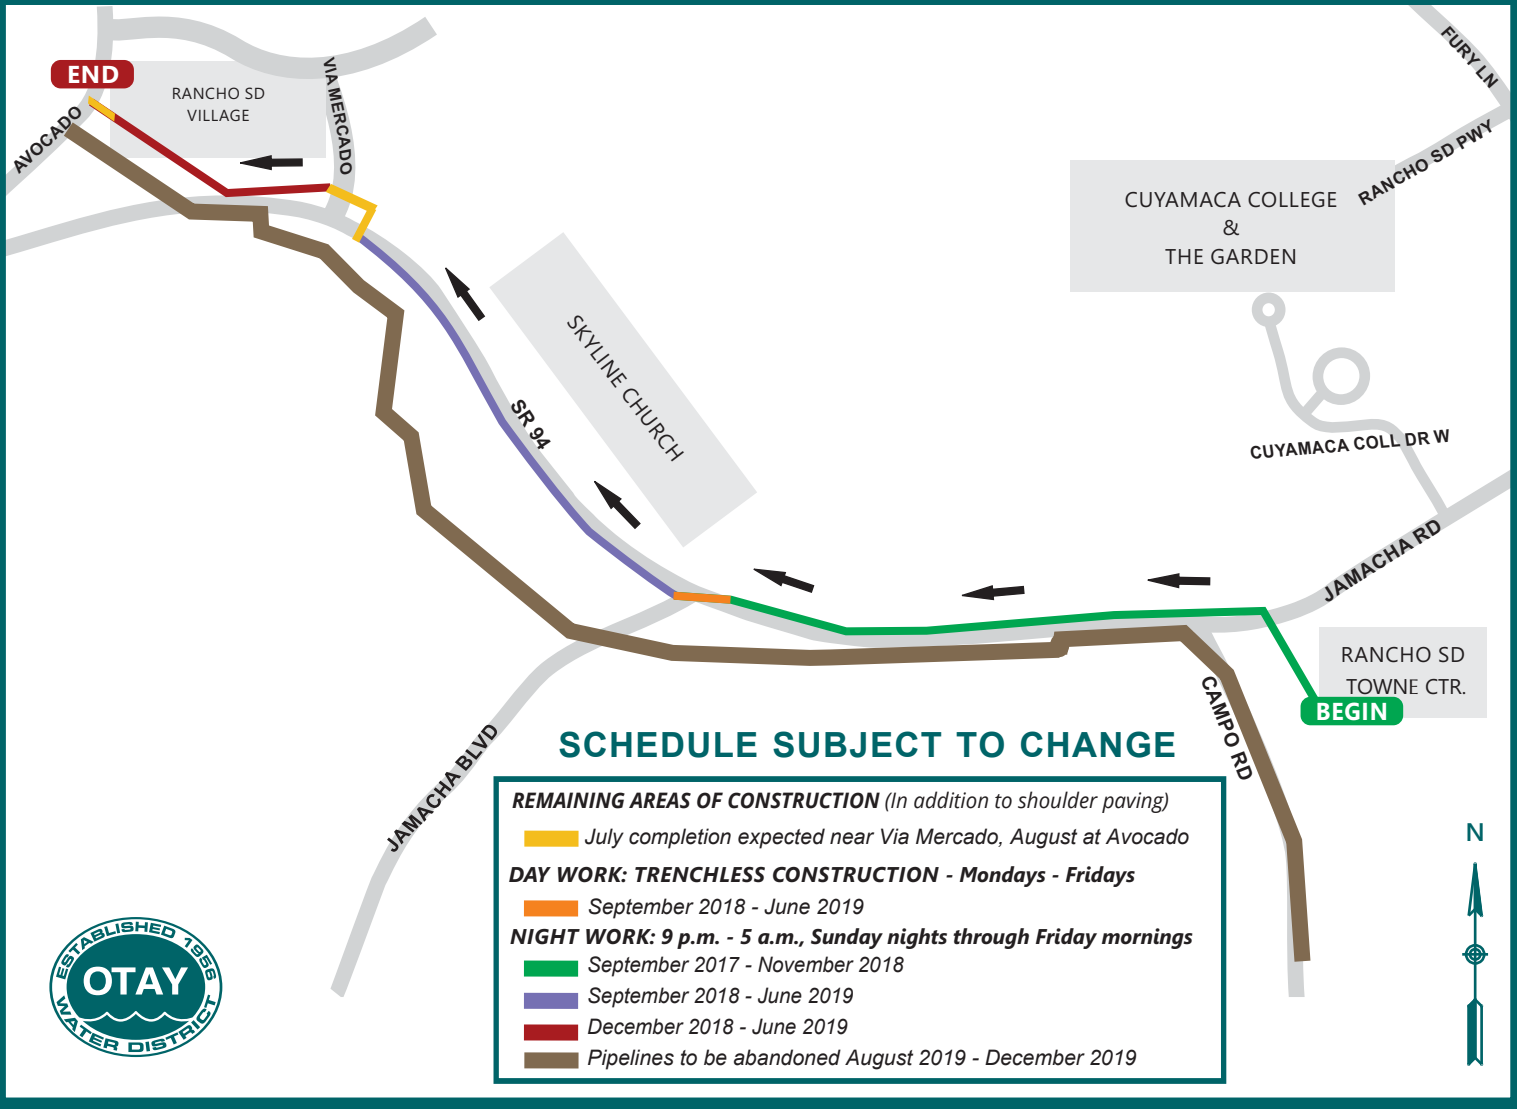 FURY LN
END
RANCHO SD
VILLAGE
VIA MERCADO
AVOCADO
RANCHO SD PWY
CUYAMACA COLLEGE
&
THE GARDEN
SKYLINE CHURCH
SR 94
CUYAMACA COLL DR W
JAMACHA RD
RANCHO SD
TOWNE CTR.
BEGIN
CAMPO RD
JAMACHA BLVD
SCHEDULE SUBJECT TO CHANGE
REMAINING AREAS OF CONSTRUCTION (In addition to shoulder paving)
July completion expected near Via Mercado, August at Avocado
DAY WORK: TRENCHLESS CONSTRUCTION - Mondays - Fridays
September 2018 - June 2019
NIGHT WORK: 9 p.m. - 5 a.m., Sunday nights through Friday mornings
September 2017 - November 2018
September 2018 - June 2019
December 2018 - June 2019
Pipelines to be abandoned August 2019 - December 2019
N
ESTABLISHED 1956
OTAY
WATER DISTRICT